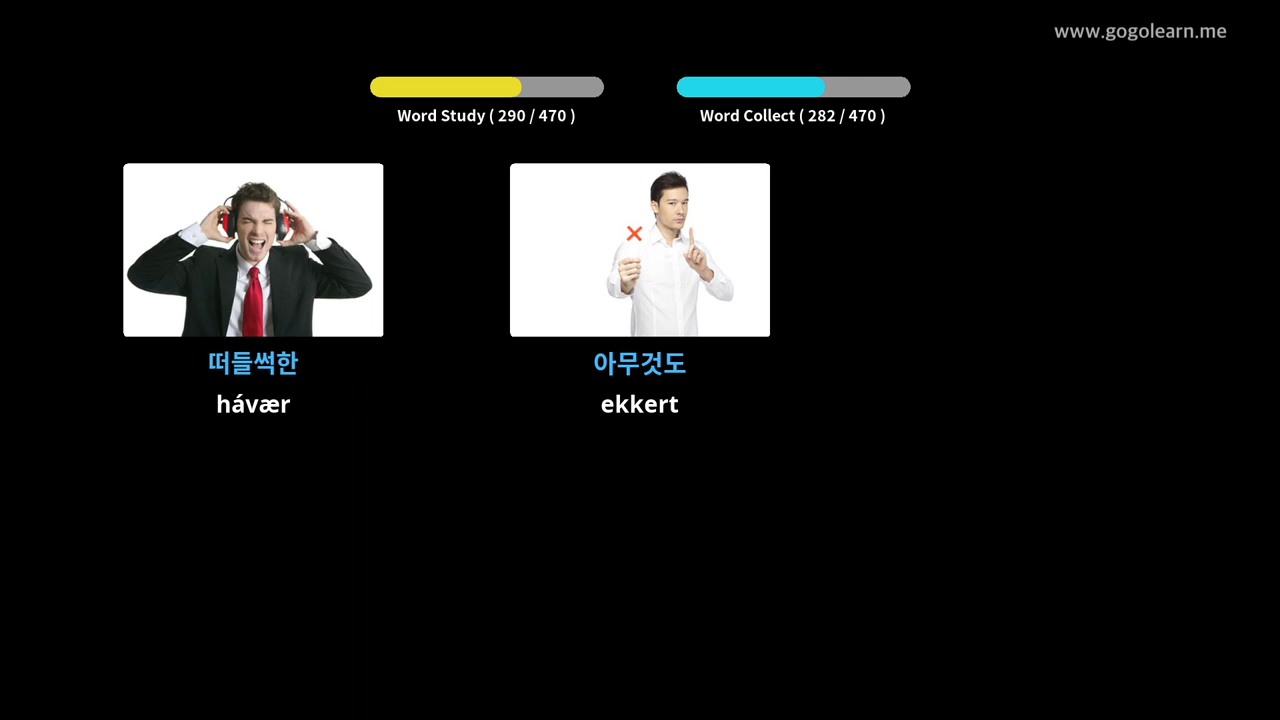 www.gogolearn.me
Word Study ( 290 / 470 )
Word Collect ( 282 / 470 )
떠들썩한
hávær
아무것도
ekkert